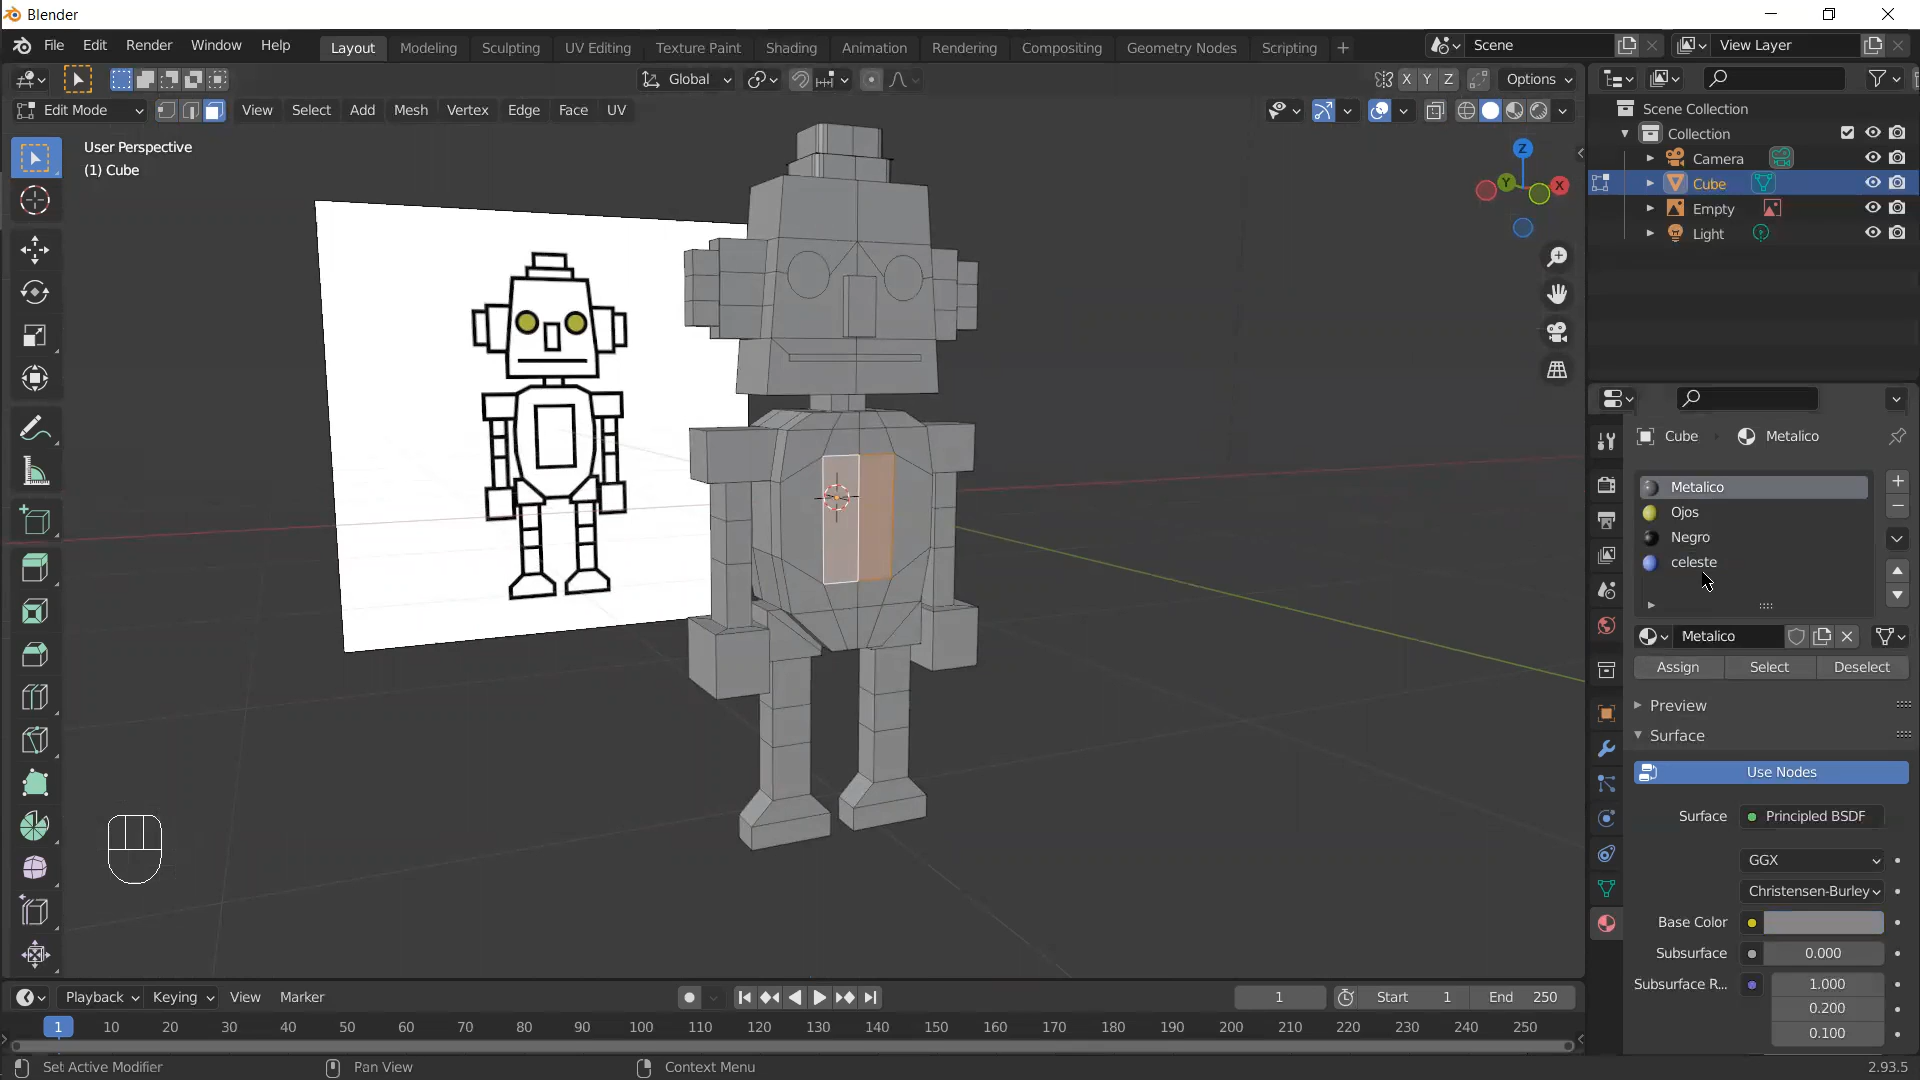 Blender
File Edit Render Window Help
Layout Modeling Sculpting UV Editing Texture Paint Shading Animation Rendering Compositing Geometry Nodes Scripting +
Scene
View Layer
Global
X Y Z
Options
Edit Mode
View Select Add Mesh Vertex Edge Face UV
User Perspective
(1) Cube
Z
Y
X
Scene Collection
Collection
Camera
Cube
Empty
Light
Cube Metalico
Metalico
Ojos
Negro
celeste
Metalico
Assign Select Deselect
Preview
Surface
Use Nodes
Surface Principled BSDF
GGX
Christensen-Burley
Base Color
Subsurface 0.000
Subsurface R... 1.000
0.200
0.100
Playback Keying View Marker
1 Start 1 End 250
1 10 20 30 40 50 60 70 80 90 100 110 120 130 140 150 160 170 180 190 200 210 220 230 240 250
Set Active Modifier Pan View Context Menu 2.93.5